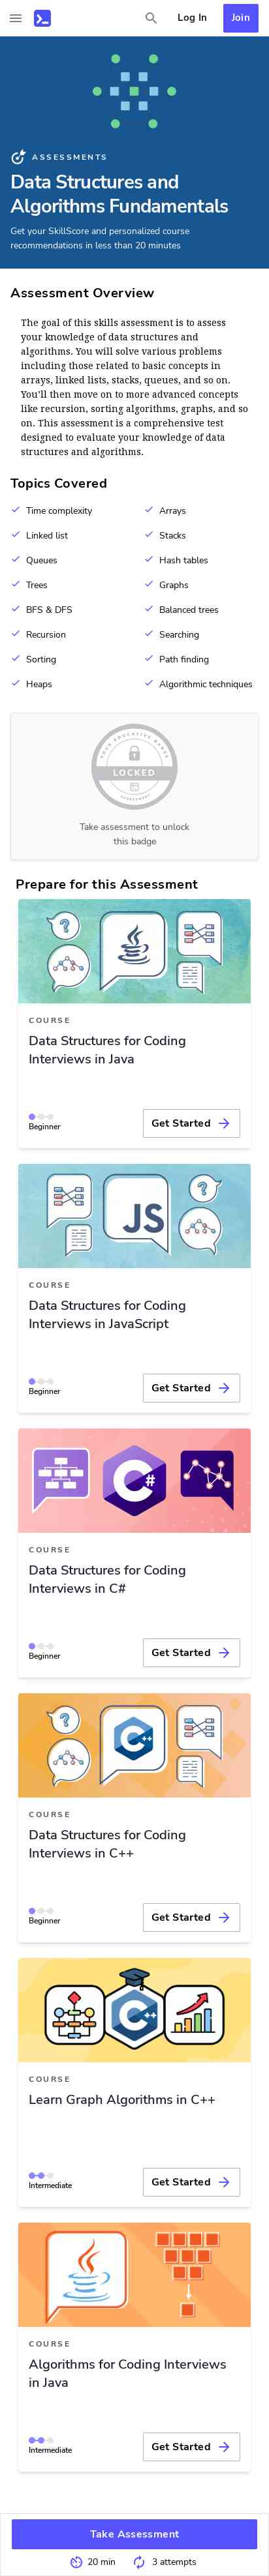 Log In
Join
ASSESSMENTS
Data Structures and
Algorithms Fundamentals
Get your SkillScore and personalized course
recommendations in less than 20 minutes
Assessment Overview
The goal of this skills assessment is to assess
your knowledge of data structures and
algorithms. You will solve various problems
including those related to basic concepts in
arrays, linked lists, stacks, queues, and so on.
You'll then move on to more advanced concepts
like recursion, sorting algorithms, graphs, and so
on. This assessment is a comprehensive test
designed to evaluate your knowledge of data
structures and algorithms.
Topics Covered
Time complexity
Arrays
Linked list
Stacks
Queues
Hash tables
Trees
Graphs
BFS & DFS
Balanced trees
Recursion
Searching
Sorting
Path finding
Heaps
Algorithmic techniques
YOUR EDUCATIVE BADGE
LOCKED
Take assessment to unlock
this badge
Prepare for this Assessment
COURSE
Data Structures for Coding
Interviews in Java
Beginner
Get Started
JS
COURSE
Data Structures for Coding
Interviews in JavaScript
Beginner
Get Started
C#
COURSE
Data Structures for Coding
Interviews in C#
Beginner
Get Started
C++
COURSE
Data Structures for Coding
Interviews in C++
Beginner
Get Started
C++
COURSE
Learn Graph Algorithms in C++
Intermediate
Get Started
COURSE
Algorithms for Coding Interviews
in Java
Intermediate
Get Started
Take Assessment
20 min
3 attempts